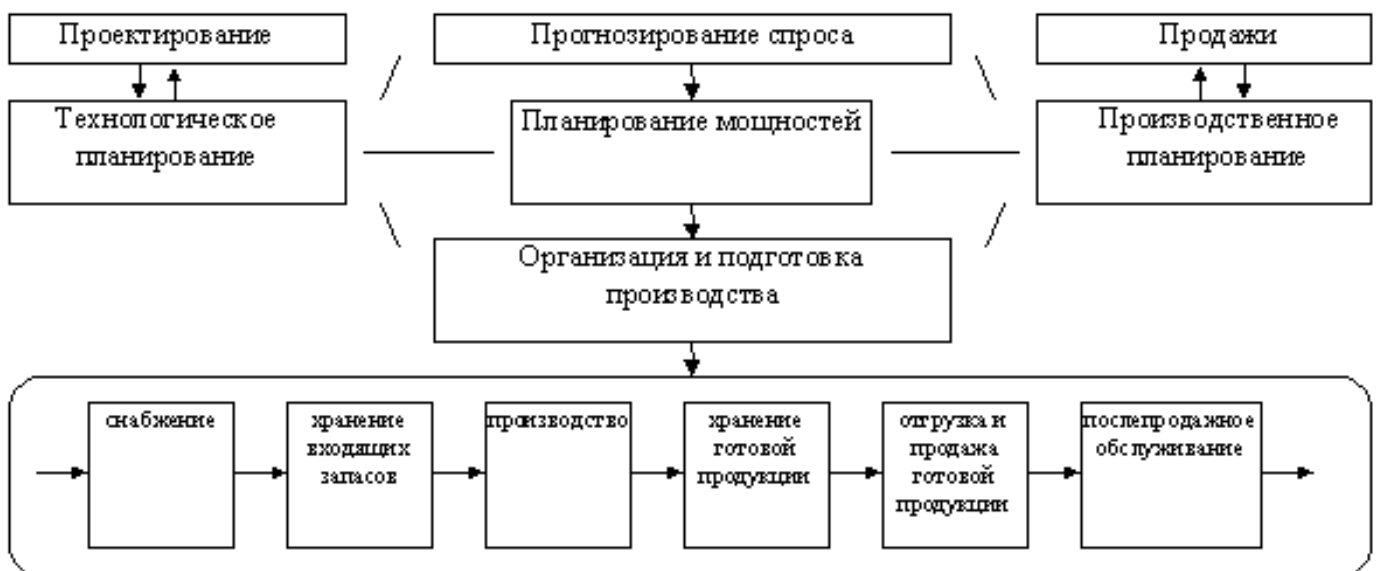 Проектирование
Прогнозирование спроса
Продажи
Технологическое
планирование
Планирование мощностей
Производственное
планирование
Организация и подготовка
производства
снабжение
хранение
входящих
запасов
производство
хранение
готовой
продукции
отгрузка и
продажа
готовой
продукции
послепродажное
обслуживание